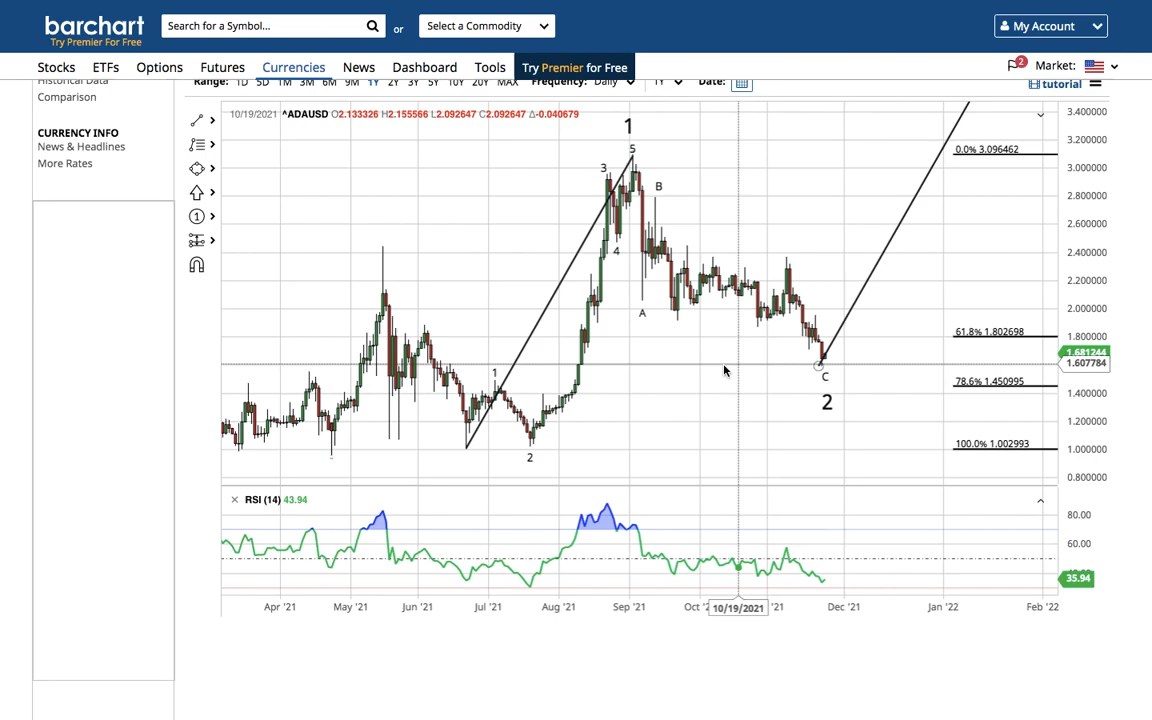 barchart
Try Premier For Free
Search for a Symbol...
or
Select a Commodity
My Account
Stocks ETFs Options Futures Currencies News Dashboard Tools Try Premier for Free
2
Market:
Historical Data
Comparison
CURRENCY INFO
News & Headlines
More Rates
Range: 1D 5D 1M 3M 6M 9M 1Y 2Y 3Y 5Y 10Y 20Y MAX Frequency: Daily 1Y Date:
tutorial
10/19/2021 ^ADAUSD O2.133326 H2.155566 L2.092647 C2.092647 Δ-0.040679
1
5
3
B
4
A
1
2
C
2
0.0% 3.096462
61.8% 1.802698
78.6% 1.450995
100.0% 1.002993
3.400000
3.200000
3.000000
2.800000
2.600000
2.400000
2.200000
2.000000
1.800000
1.681244
1.607784
1.400000
1.200000
1.000000
0.800000
RSI (14) 43.94
80.00
60.00
35.94
Apr '21 May '21 Jun '21 Jul '21 Aug '21 Sep '21 Oct '2 10/19/2021 '21 Dec '21 Jan '22 Feb '22